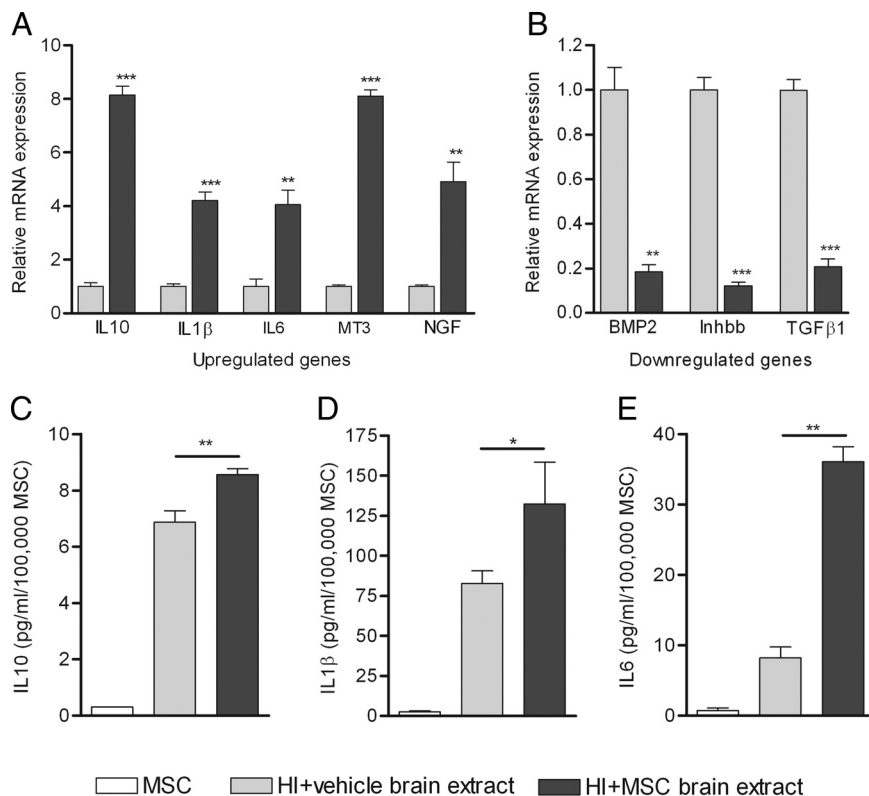 A
Relative mRNA expression
10
8
6
4
2
0
***
***
**
***
**
IL10 IL1β IL6 MT3 NGF
Upregulated genes
B
Relative mRNA expression
1.2
1.0
0.8
0.6
0.4
0.2
0.0
**
***
***
BMP2 Inhbb TGFβ1
Downregulated genes
C
IL10 (pg/ml/100,000 MSC)
10
8
6
4
2
0
**
D
IL1β (pg/ml/100,000 MSC)
175
150
125
100
75
50
25
0
*
E
IL6 (pg/ml/100,000 MSC)
40
30
20
10
0
**
MSC HI+vehicle brain extract HI+MSC brain extract